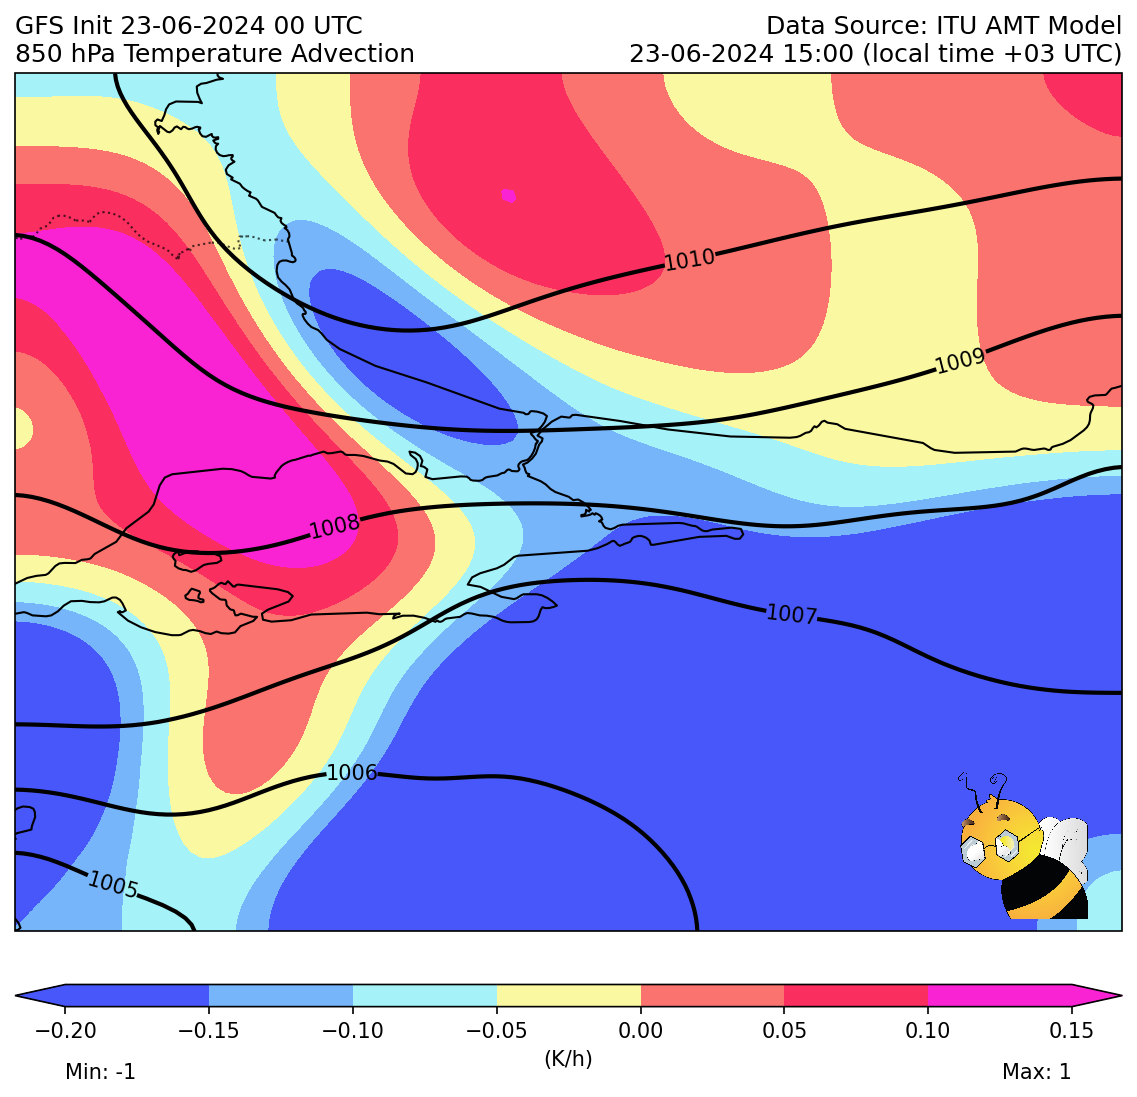 GFS Init 23-06-2024 00 UTC
Data Source: ITU AMT Model
850 hPa Temperature Advection
23-06-2024 15:00 (local time +03 UTC)
1010
1009
1008
1007
1006
1005
−0.20 −0.15 −0.10 −0.05 0.00 0.05 0.10 0.15
(K/h)
Min: -1
Max: 1